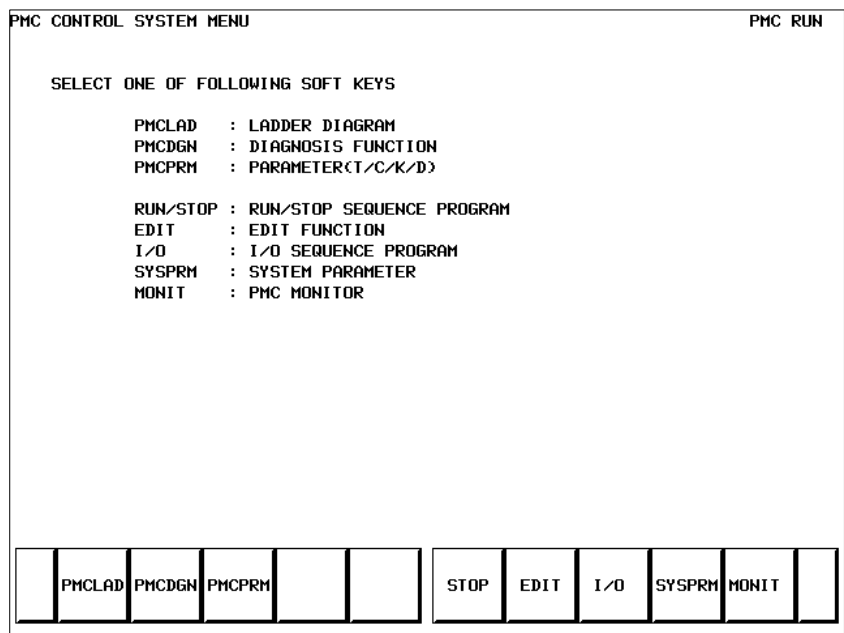 PMC CONTROL SYSTEM MENU PMC RUN
SELECT ONE OF FOLLOWING SOFT KEYS
PMCLAD : LADDER DIAGRAM
PMCDGN : DIAGNOSIS FUNCTION
PMCPRM : PARAMETER(T/C/K/D)
RUN/STOP : RUN/STOP SEQUENCE PROGRAM
EDIT : EDIT FUNCTION
I/O : I/O SEQUENCE PROGRAM
SYSPRM : SYSTEM PARAMETER
MONIT : PMC MONITOR
PMCLAD PMCDGN PMCPRM STOP EDIT I/O SYSPRM MONIT